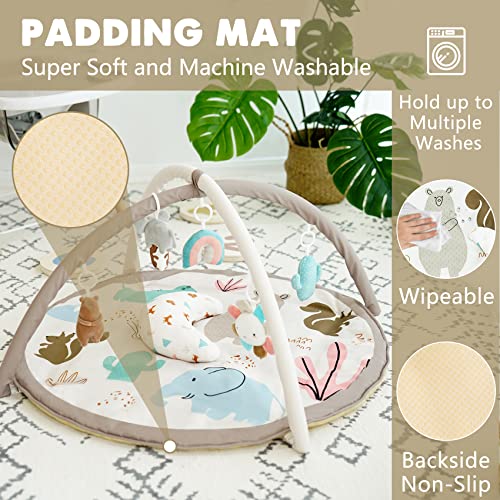 PADDING MAT
Super Soft and Machine Washable
Hold up to
Multiple
Washes
Wipeable
Backside
Non-Slip